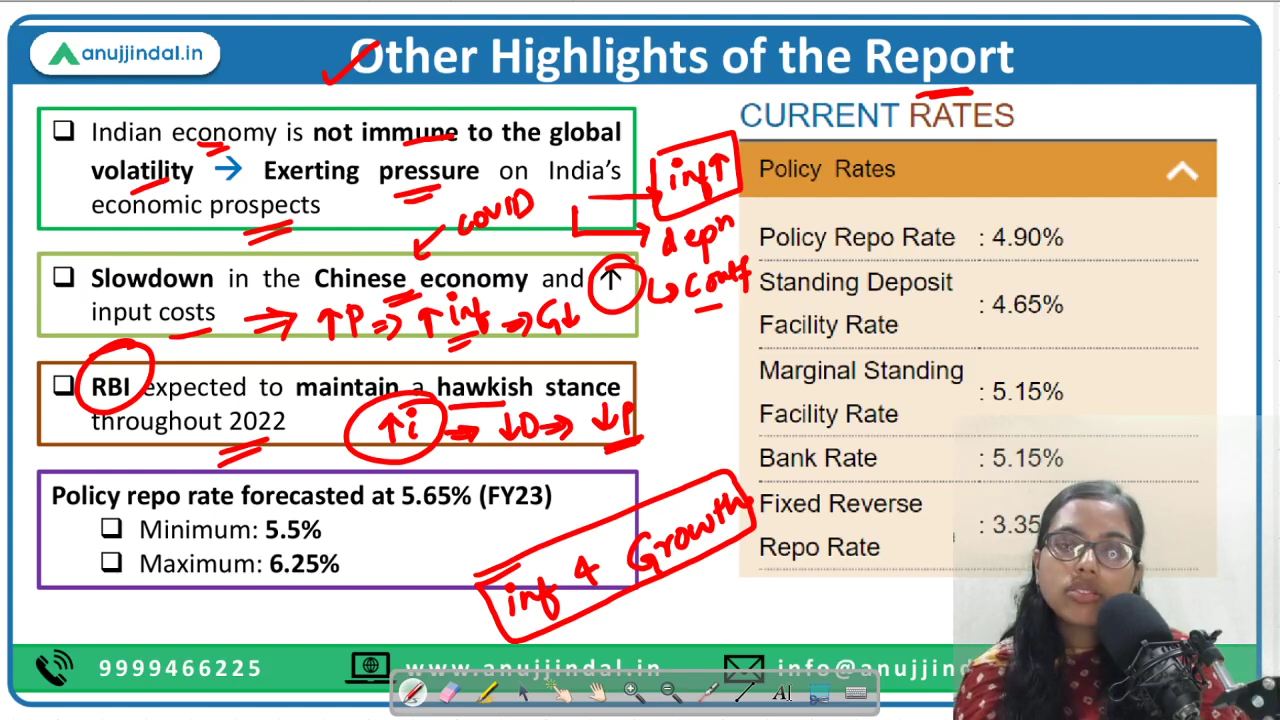 anujjindal.in
Other Highlights of the Report
❑ Indian economy is not immune to the global
volatility → Exerting pressure on India's
economic prospects
inf↑
covid
depⁿ
❑ Slowdown in the Chinese economy and ↑
input costs
⇒ ↑P ⇒ ↑ inf ⇒ G↓
❑ RBI expected to maintain a hawkish stance
throughout 2022
↑i → ↓D ⇒ ↓P
Policy repo rate forecasted at 5.65% (FY23)
❑ Minimum: 5.5%
❑ Maximum: 6.25%
inf & Growth
CURRENT RATES
Policy Rates
Policy Repo Rate : 4.90%
Standing Deposit
Facility Rate : 4.65%
Marginal Standing
Facility Rate : 5.15%
Bank Rate : 5.15%
Fixed Reverse
Repo Rate : 3.35
9999466225
www.anujjindal.in
info@anujjin
A